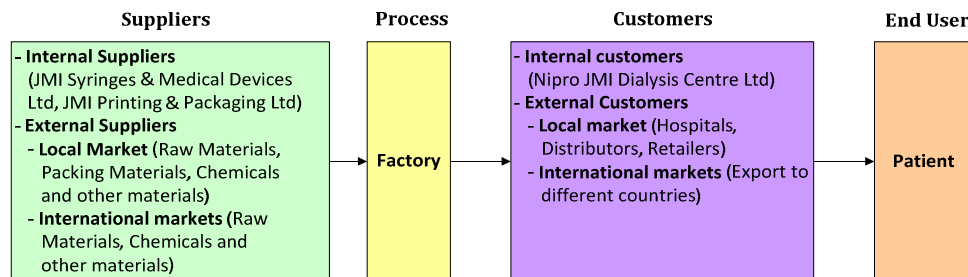 Suppliers
Process
Customers
End User
- Internal Suppliers
(JMI Syringes & Medical Devices
Ltd, JMI Printing & Packaging Ltd)
- External Suppliers
- Local Market (Raw Materials,
Packing Materials, Chemicals
and other materials)
- International markets (Raw
Materials, Chemicals and
other materials)
Factory
- Internal customers
(Nipro JMI Dialysis Centre Ltd)
- External Customers
- Local market (Hospitals,
Distributors, Retailers)
- International markets (Export to
different countries)
Patient